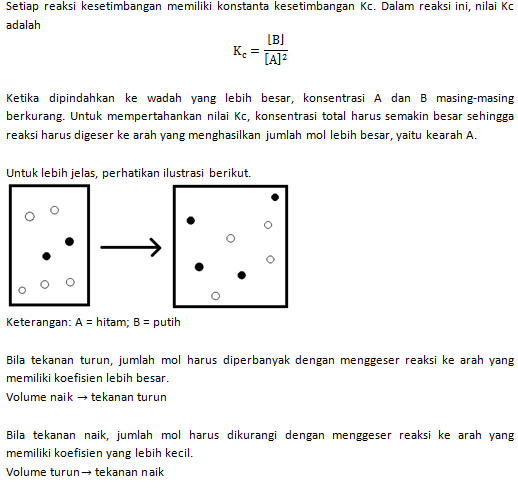 Setiap reaksi kesetimbangan memiliki konstanta kesetimbangan Kc. Dalam reaksi ini, nilai Kc
adalah
K_c = [B] / [A]²
Ketika dipindahkan ke wadah yang lebih besar, konsentrasi A dan B masing-masing
berkurang. Untuk mempertahankan nilai Kc, konsentrasi total harus semakin besar sehingga
reaksi harus digeser ke arah yang menghasilkan jumlah mol lebih besar, yaitu kearah A.
Untuk lebih jelas, perhatikan ilustrasi berikut.
Keterangan: A = hitam; B = putih
Bila tekanan turun, jumlah mol harus diperbanyak dengan menggeser reaksi ke arah yang
memiliki koefisien lebih besar.
Volume naik → tekanan turun
Bila tekanan naik, jumlah mol harus dikurangi dengan menggeser reaksi ke arah yang
memiliki koefisien yang lebih kecil.
Volume turun→ tekanan naik